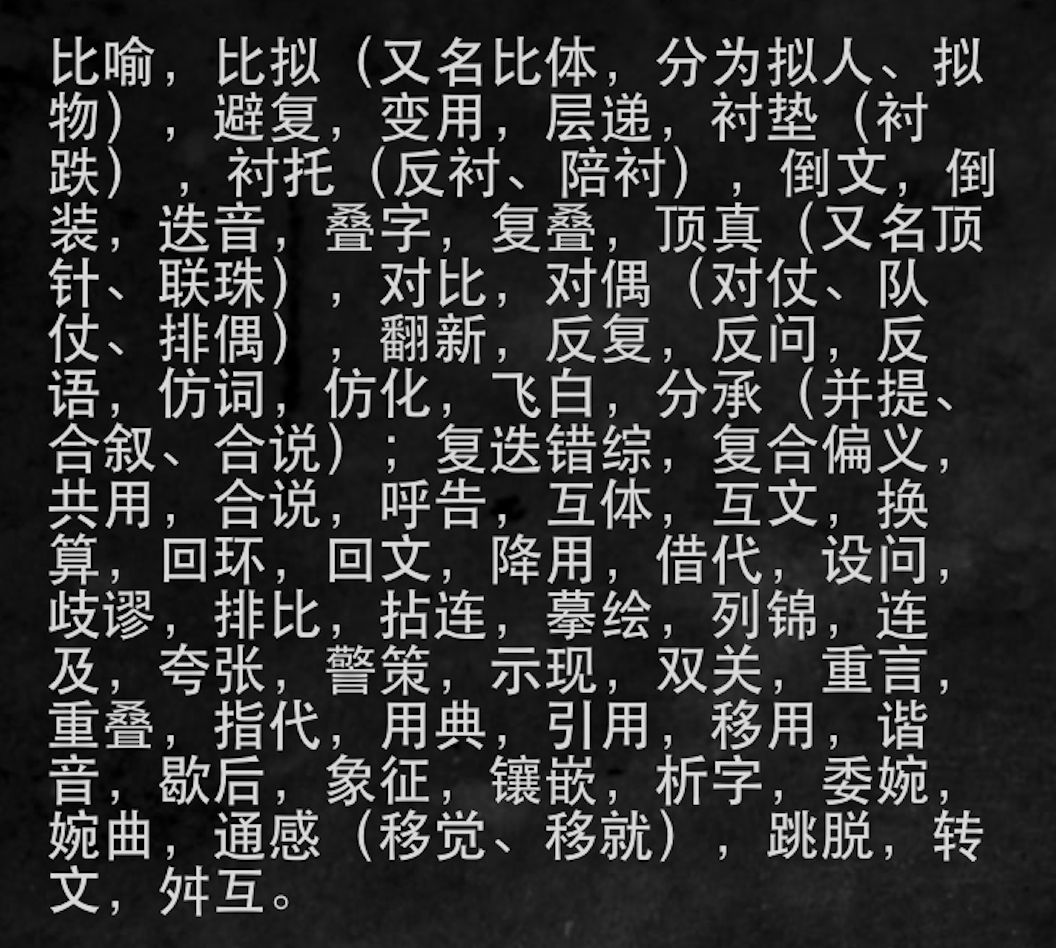 比喻，比拟（又名比体，分为拟人、拟
物），避复，变用，层递，衬垫（衬
跌），衬托（反衬、陪衬），倒文，倒
装，迭音，叠字，复叠，顶真（又名顶
针、联珠），对比，对偶（对仗、队
仗、排偶），翻新，反复，反问，反
语，仿词，仿化，飞白，分承（并提、
合叙、合说）；复迭错综，复合偏义，
共用，合说，呼告，互体，互文，换
算，回环，回文，降用，借代，设问，
歧谬，排比，拈连，摹绘，列锦，连
及，夸张，警策，示现，双关，重言，
重叠，指代，用典，引用，移用，谐
音，歇后，象征，镶嵌，析字，委婉，
婉曲，通感（移觉、移就），跳脱，转
文，舛互。